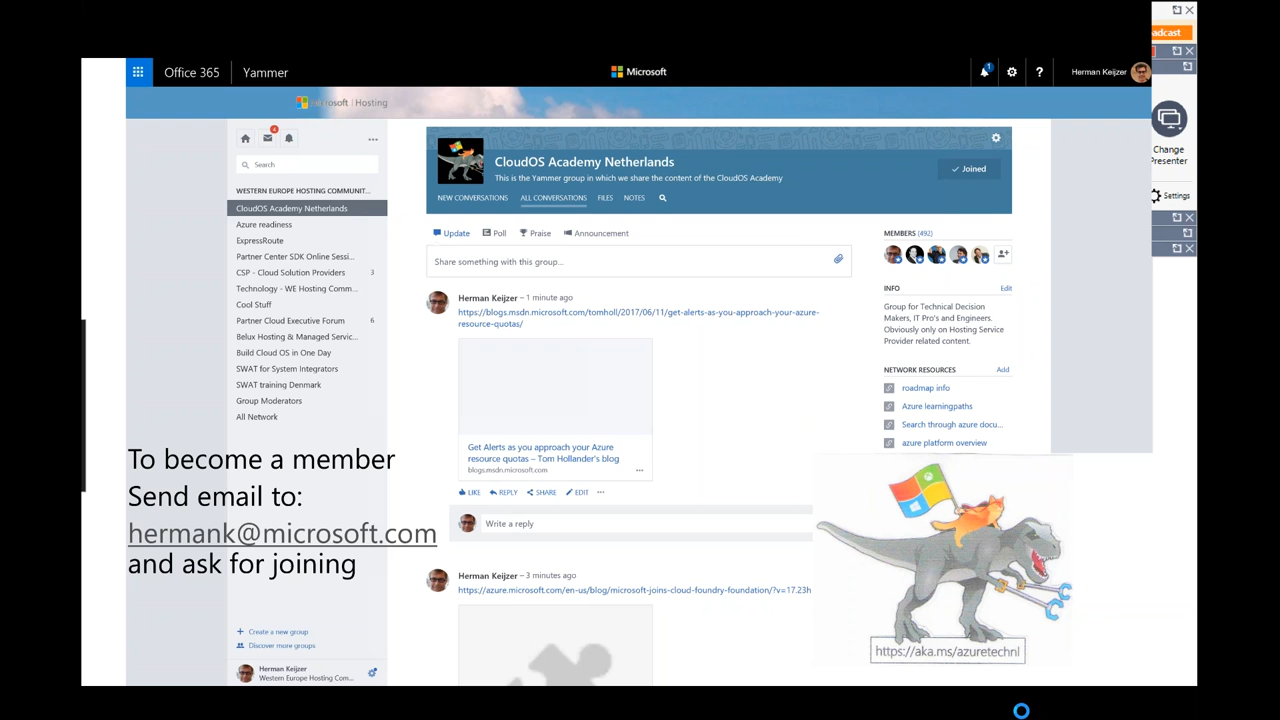 adcast
Office 365
Yammer
Microsoft
1
Herman Keijzer
Microsoft | Hosting
Change
Presenter
Settings
4
Search
WESTERN EUROPE HOSTING COMMUNIT...
CloudOS Academy Netherlands
Azure readiness
ExpressRoute
Partner Center SDK Online Sessi...
CSP - Cloud Solution Providers 3
Technology - WE Hosting Comm...
Cool Stuff
Partner Cloud Executive Forum 6
Belux Hosting & Managed Servic...
Build Cloud OS in One Day
SWAT for System Integrators
SWAT training Denmark
Group Moderators
All Network
To become a member
Send email to:
hermank@microsoft.com
and ask for joining
+ Create a new group
Discover more groups
Herman Keijzer
Western Europe Hosting Com...
CloudOS Academy Netherlands
This is the Yammer group in which we share the content of the CloudOS Academy
✓ Joined
NEW CONVERSATIONS ALL CONVERSATIONS FILES NOTES
Update Poll Praise Announcement
Share something with this group...
Herman Keijzer – 1 minute ago
https://blogs.msdn.microsoft.com/tomholl/2017/06/11/get-alerts-as-you-approach-your-azure-
resource-quotas/
Get Alerts as you approach your Azure
resource quotas – Tom Hollander's blog
blogs.msdn.microsoft.com
...
LIKE REPLY SHARE EDIT ...
Write a reply
Herman Keijzer – 3 minutes ago
https://azure.microsoft.com/en-us/blog/microsoft-joins-cloud-foundry-foundation/?v=17.23h
MEMBERS (492)
INFO Edit
Group for Technical Decision
Makers, IT Pro's and Engineers.
Obviously only on Hosting Service
Provider related content.
NETWORK RESOURCES Add
roadmap info
Azure learningpaths
Search through azure docu...
azure platform overview
https://aka.ms/azuretechnl